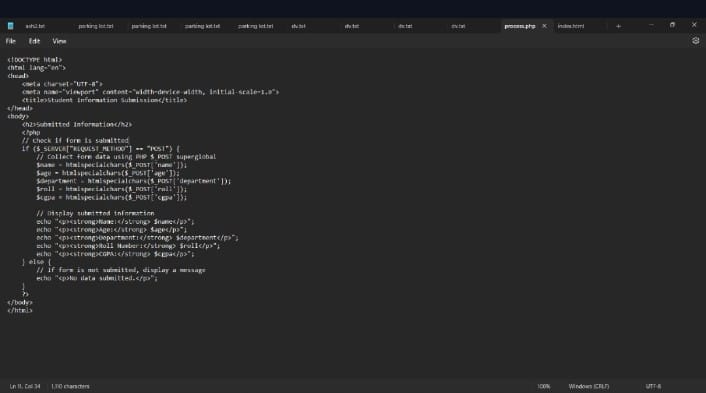 ash2.txt parking lot.txt parking lot.txt parking lot.txt parking lot.txt dv.txt dv.txt dv.txt dv.txt process.php index.html
File Edit View
<!DOCTYPE html>
<html lang="en">
<head>
<meta charset="UTF-8">
<meta name="viewport" content="width=device-width, initial-scale=1.0">
<title>Student Information Submission</title>
</head>
<body>
<h2>Submitted Information</h2>
<?php
// Check if form is submitted
if ($_SERVER["REQUEST_METHOD"] == "POST") {
// Collect form data using PHP $_POST superglobal
$name = htmlspecialchars($_POST['name']);
$age = htmlspecialchars($_POST['age']);
$department = htmlspecialchars($_POST['department']);
$roll = htmlspecialchars($_POST['roll']);
$cgpa = htmlspecialchars($_POST['cgpa']);
// Display submitted information
echo "<p><strong>Name:</strong> $name</p>";
echo "<p><strong>Age:</strong> $age</p>";
echo "<p><strong>Department:</strong> $department</p>";
echo "<p><strong>Roll Number:</strong> $roll</p>";
echo "<p><strong>CGPA:</strong> $cgpa</p>";
} else {
// If form is not submitted, display a message
echo "<p>No data submitted.</p>";
}
?>
</body>
</html>
Ln 11, Col 34 1,110 characters 100% Windows (CRLF) UTF-8